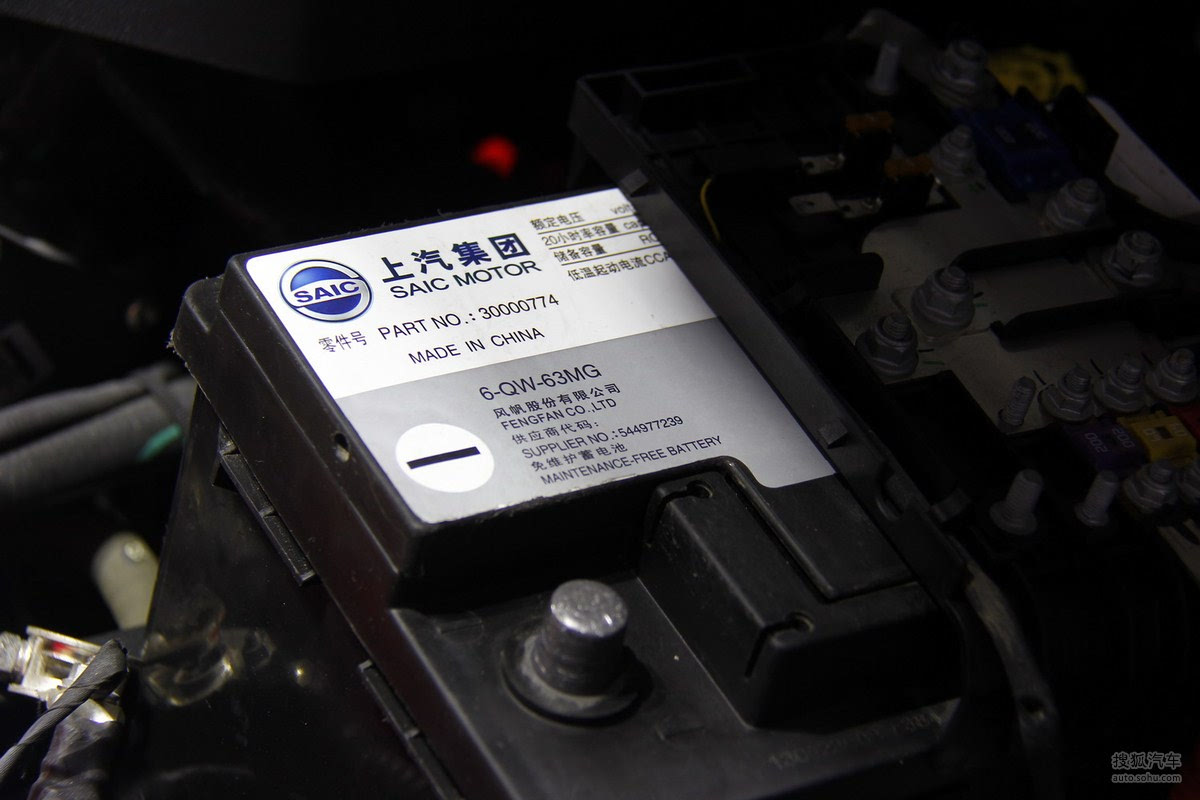 SAIC
上汽集团
SAIC MOTOR
零件号 PART NO.: 30000774
MADE IN CHINA
额定电压
20小时率容量
储备容量
低温起动电流CCA
6-QW-63MG
风帆股份有限公司
FENGFAN CO.,LTD
供应商代码:
SUPPLIER NO.:544977239
免维护蓄电池
MAINTENANCE-FREE BATTERY
搜狐汽车
auto.sohu.com